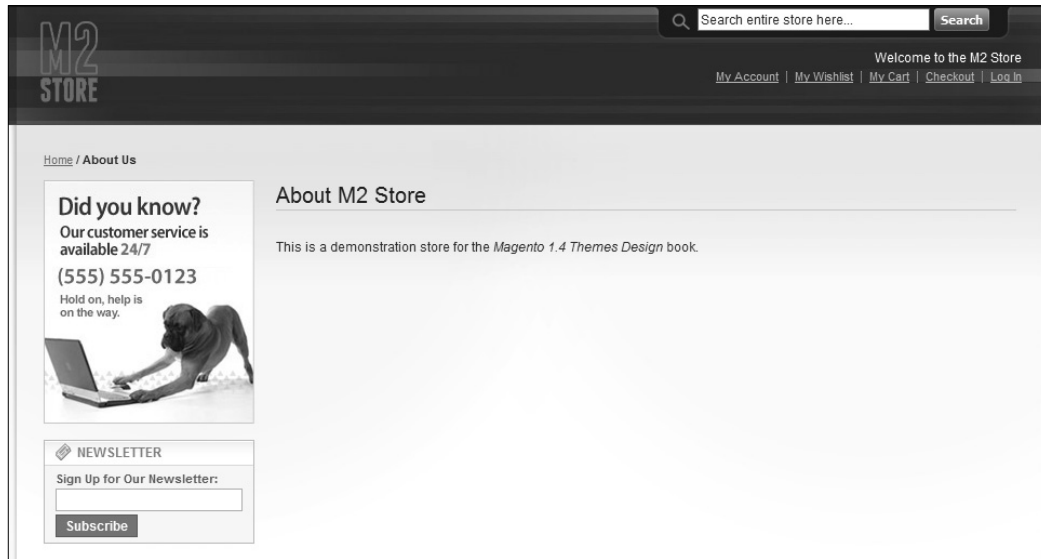 M2
STORE
Search entire store here...
Search
Welcome to the M2 Store
My Account | My Wishlist | My Cart | Checkout | Log In
Home / About Us
Did you know?
Our customer service is
available 24/7
(555) 555-0123
Hold on, help is
on the way.
About M2 Store
This is a demonstration store for the Magento 1.4 Themes Design book.
NEWSLETTER
Sign Up for Our Newsletter:
Subscribe